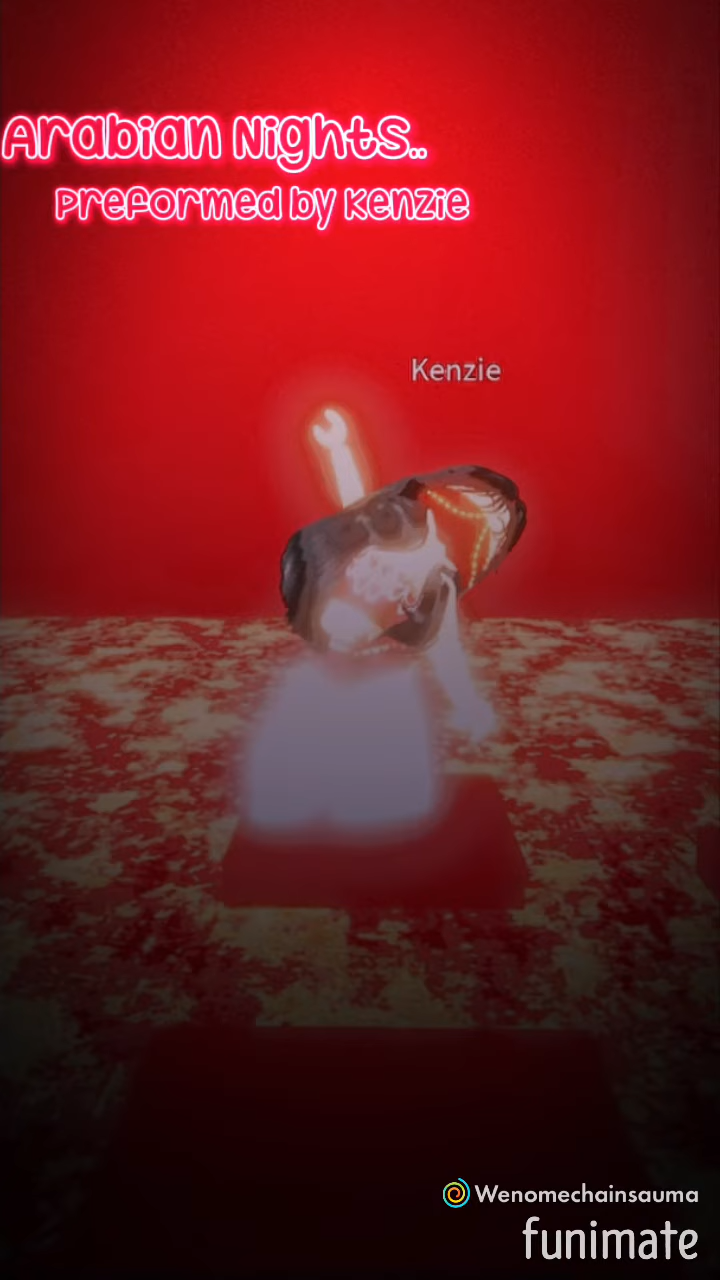 Arabian Nights..
Preformed by Kenzie
Kenzie
Wenomechainsauma
funimate